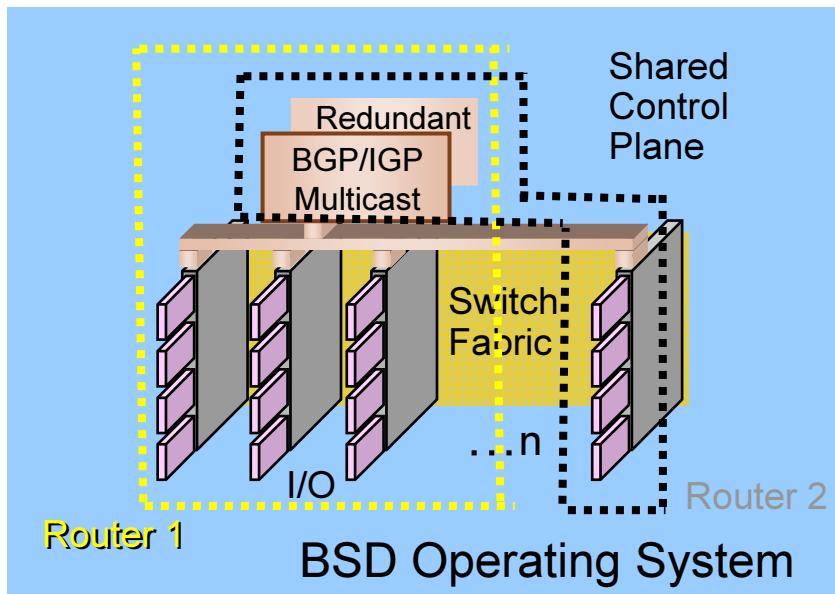 Shared
Control
Plane
Redundant
BGP/IGP
Multicast
Switch
Fabric
...n
I/O
Router 2
Router 1
BSD Operating System